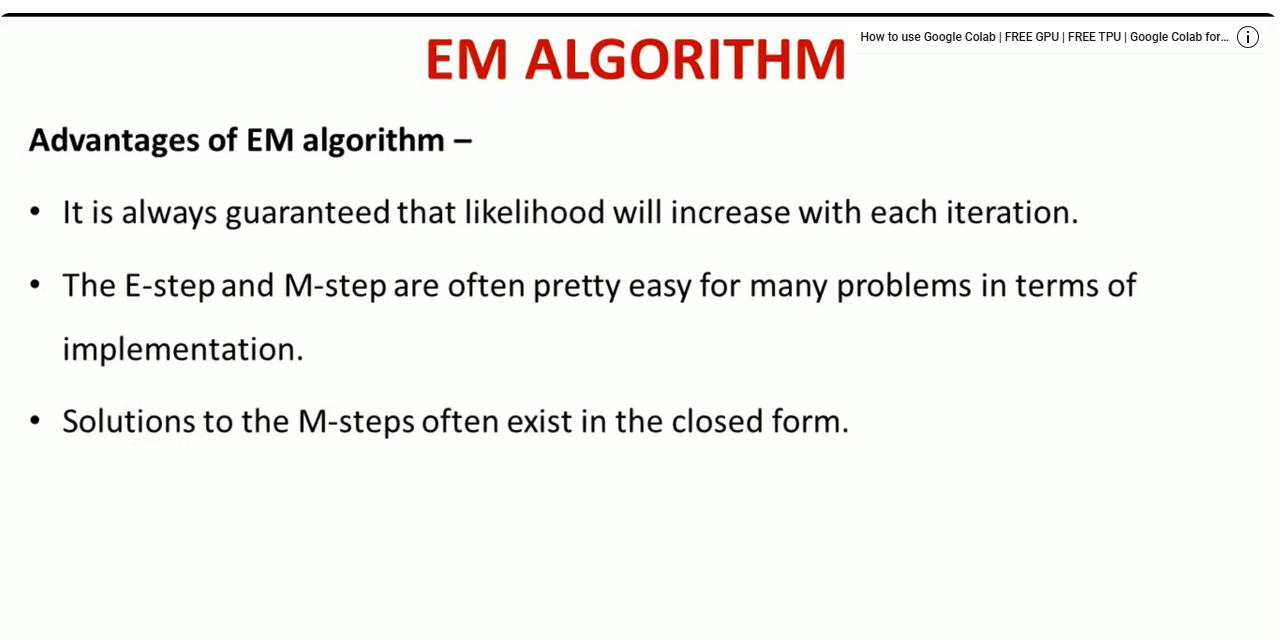 How to use Google Colab | FREE GPU | FREE TPU | Google Colab for...
EM ALGORITHM
Advantages of EM algorithm –
• It is always guaranteed that likelihood will increase with each iteration.
• The E-step and M-step are often pretty easy for many problems in terms of
implementation.
• Solutions to the M-steps often exist in the closed form.